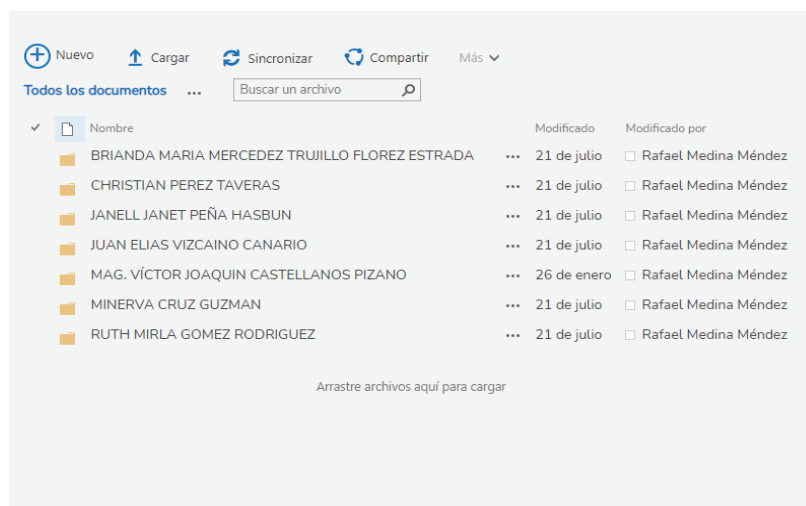 Nuevo Cargar Sincronizar Compartir Más
Todos los documentos ... Buscar un archivo
Nombre Modificado Modificado por
BRIANDA MARIA MERCEDEZ TRUJILLO FLOREZ ESTRADA ... 21 de julio Rafael Medina Méndez
CHRISTIAN PEREZ TAVERAS ... 21 de julio Rafael Medina Méndez
JANELL JANET PEÑA HASBUN ... 21 de julio Rafael Medina Méndez
JUAN ELIAS VIZCAINO CANARIO ... 21 de julio Rafael Medina Méndez
MAG. VÍCTOR JOAQUIN CASTELLANOS PIZANO ... 26 de enero Rafael Medina Méndez
MINERVA CRUZ GUZMAN ... 21 de julio Rafael Medina Méndez
RUTH MIRLA GOMEZ RODRIGUEZ ... 21 de julio Rafael Medina Méndez
Arrastre archivos aquí para cargar